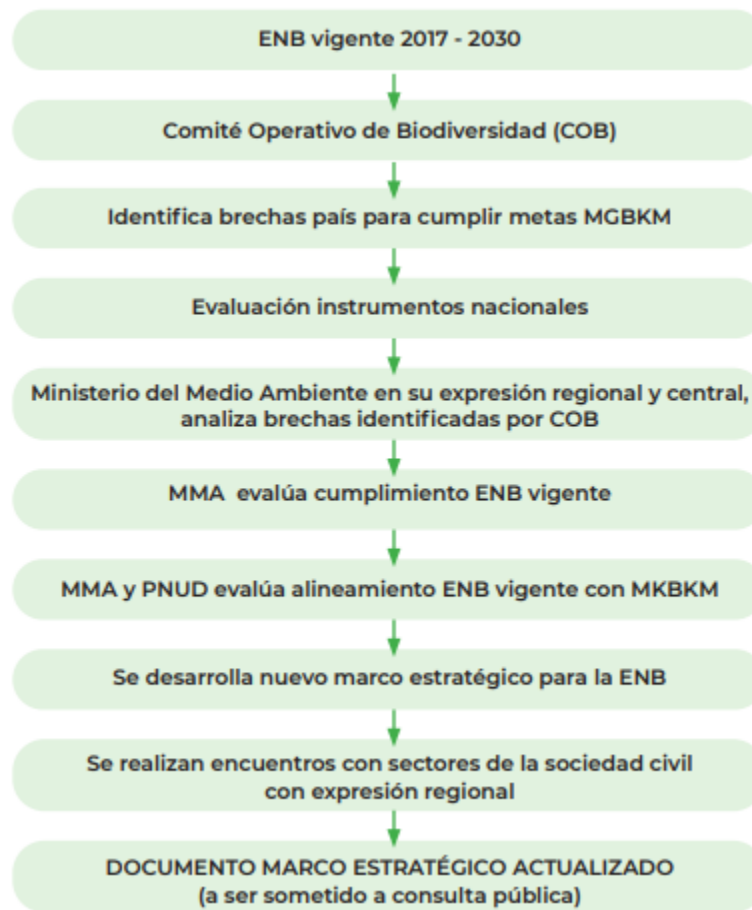 ENB vigente 2017 - 2030
Comité Operativo de Biodiversidad (COB)
Identifica brechas país para cumplir metas MGBKM
Evaluación instrumentos nacionales
Ministerio del Medio Ambiente en su expresión regional y central,
analiza brechas identificadas por COB
MMA evalúa cumplimiento ENB vigente
MMA y PNUD evalúa alineamiento ENB vigente con MKBKM
Se desarrolla nuevo marco estratégico para la ENB
Se realizan encuentros con sectores de la sociedad civil
con expresión regional
DOCUMENTO MARCO ESTRATÉGICO ACTUALIZADO
(a ser sometido a consulta pública)